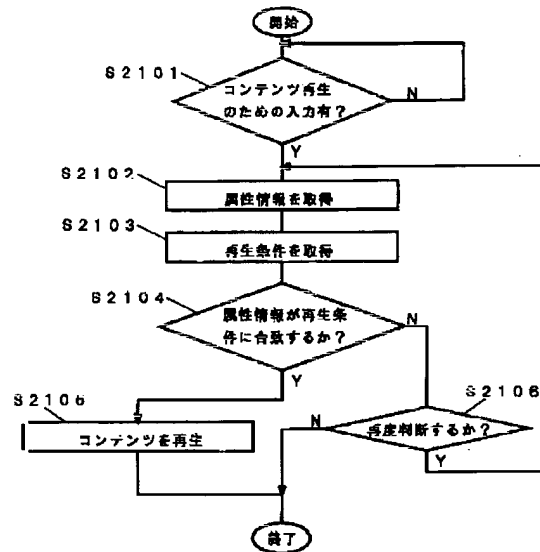 開始
S2101
コンテンツ再生
のための入力有？
N
Y
S2102
属性情報を取得
S2103
再生条件を取得
S2104
属性情報が再生条
件に合致するか？
N
Y
S2105
コンテンツを再生
S2106
再度判断するか？
N
Y
終了